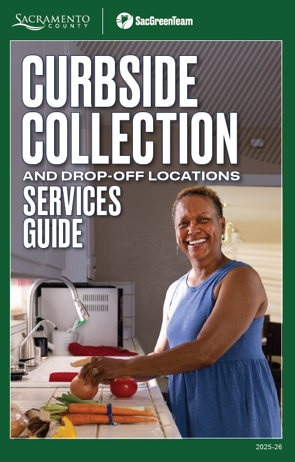 SACRAMENTO
COUNTY
SacGreenTeam
CURBSIDE
COLLECTION
AND DROP-OFF LOCATIONS
SERVICES
GUIDE
2025-26